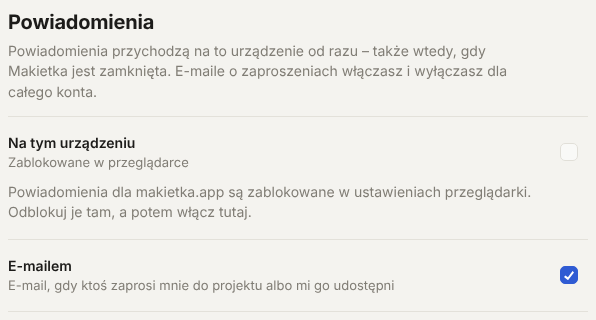 Powiadomienia
Powiadomienia przychodzą na to urządzenie od razu – także wtedy, gdy
Makietka jest zamknięta. E-maile o zaproszeniach włączasz i wyłączasz dla
całego konta.
Na tym urządzeniu
Zablokowane w przeglądarce
Powiadomienia dla makietka.app są zablokowane w ustawieniach przeglądarki.
Odblokuj je tam, a potem włącz tutaj.
E-mailem
E-mail, gdy ktoś zaprosi mnie do projektu albo mi go udostępni